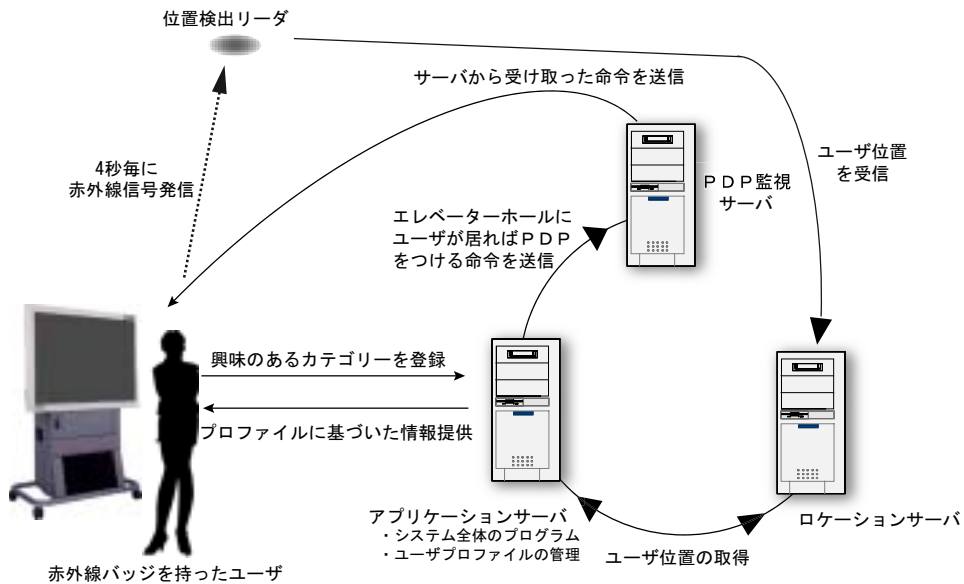 位置検出リーダ
サーバから受け取った命令を送信
4秒毎に
赤外線信号発信
ユーザ位置
を受信
ＰＤＰ監視
サーバ
エレベーターホールに
ユーザが居ればＰＤＰ
をつける命令を送信
興味のあるカテゴリーを登録
プロファイルに基づいた情報提供
アプリケーションサーバ
・システム全体のプログラム
・ユーザプロファイルの管理
ユーザ位置の取得
ロケーションサーバ
赤外線バッジを持ったユーザ